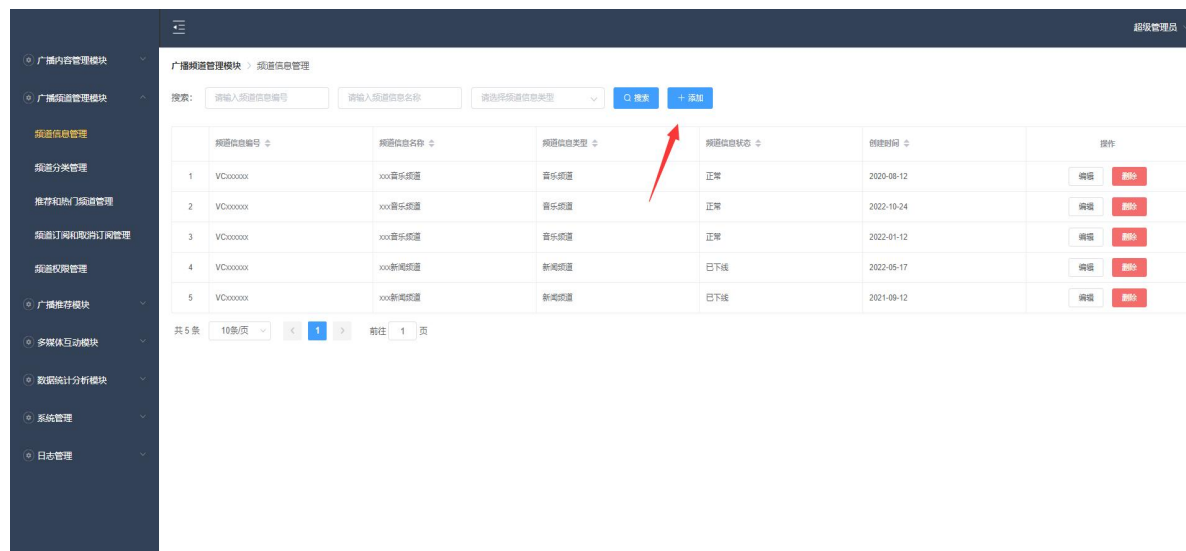 超级管理员
广播内容管理模块
广播频道管理模块
频道信息管理
频道分类管理
推荐和热门频道管理
频道订阅和取消订阅管理
频道权限管理
广播推荐模块
多媒体互动模块
数据统计分析模块
系统管理
日志管理
广播频道管理模块 > 频道信息管理
搜索: 请输入频道信息编号 请输入频道信息名称 请选择频道信息类型 搜索 + 添加
频道信息编号 频道信息名称 频道信息类型 频道信息状态 创建时间 操作
1 VCxxxxxx xxx音乐频道 音乐频道 正常 2020-08-12 编辑 删除
2 VCxxxxxx xxx音乐频道 音乐频道 正常 2022-10-24 编辑 删除
3 VCxxxxxx xxx音乐频道 音乐频道 正常 2022-01-12 编辑 删除
4 VCxxxxxx xxx新闻频道 新闻频道 已下线 2022-05-17 编辑 删除
5 VCxxxxxx xxx新闻频道 新闻频道 已下线 2021-09-12 编辑 删除
共 5 条 10条/页 < 1 > 前往 1 页